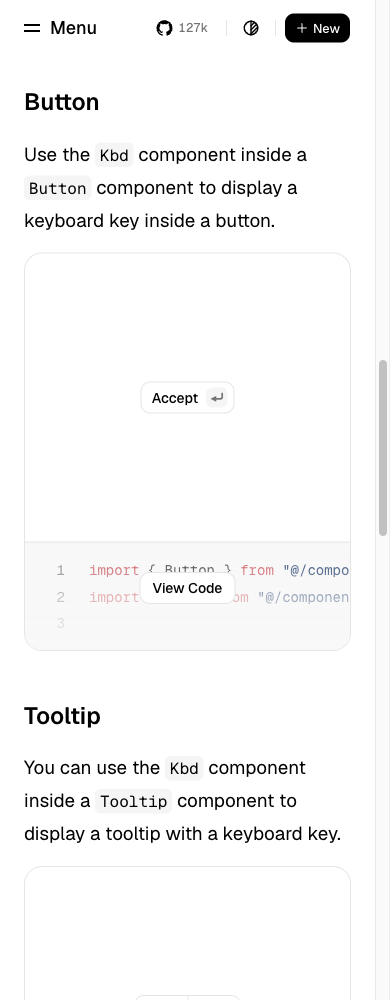 Menu
127k
New
Button
Use the Kbd component inside a
Button component to display a
keyboard key inside a button.
Accept
1 import { Button } from "@/compo
2 import om "@/componen
View Code
3
Tooltip
You can use the Kbd component
inside a Tooltip component to
display a tooltip with a keyboard key.